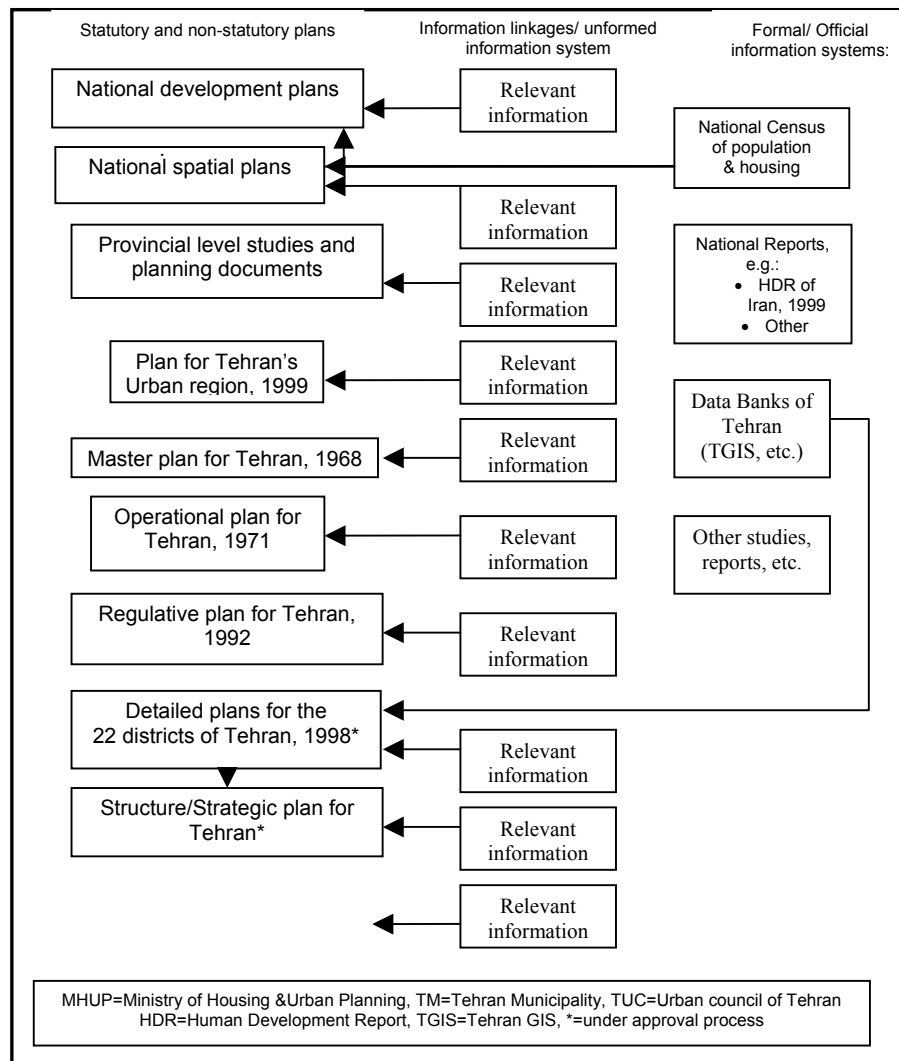 Statutory and non-statutory plans
Information linkages/ unformed
information system
Formal/ Official
information systems:
National development plans
Relevant
information
National Census
of population
& housing
National spatial plans
Relevant
information
Provincial level studies and
planning documents
Relevant
information
National Reports,
e.g.:
• HDR of
Iran, 1999
• Other
Plan for Tehran's
Urban region, 1999
Relevant
information
Data Banks of
Tehran
(TGIS, etc.)
Master plan for Tehran, 1968
Relevant
information
Operational plan for
Tehran, 1971
Relevant
information
Other studies,
reports, etc.
Regulative plan for Tehran,
1992
Relevant
information
Detailed plans for the
22 districts of Tehran, 1998*
Relevant
information
Structure/Strategic plan for
Tehran*
Relevant
information
Relevant
information
MHUP=Ministry of Housing &Urban Planning, TM=Tehran Municipality, TUC=Urban council of Tehran
HDR=Human Development Report, TGIS=Tehran GIS, *=under approval process